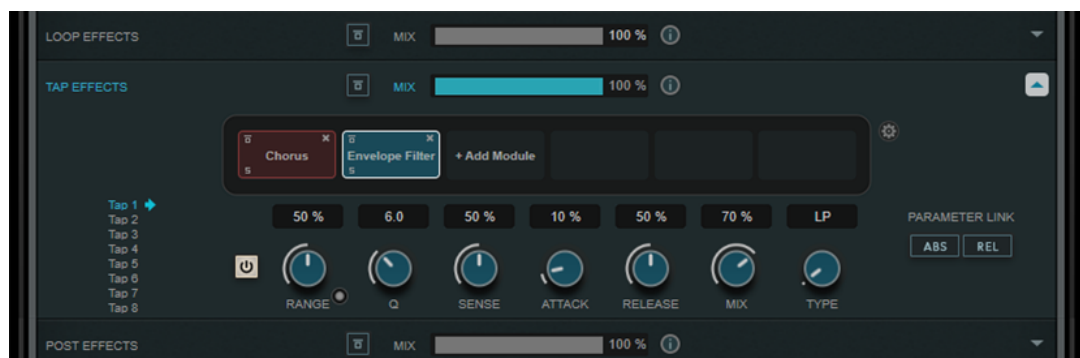 LOOP EFFECTS MIX 100 %
TAP EFFECTS MIX 100 %
Chorus Envelope Filter + Add Module
S S
Tap 1
Tap 2
Tap 3
Tap 4
Tap 5
Tap 6
Tap 7
Tap 8
50 % 6.0 50 % 10 % 50 % 70 % LP
RANGE Q SENSE ATTACK RELEASE MIX TYPE
PARAMETER LINK
ABS REL
POST EFFECTS MIX 100 %